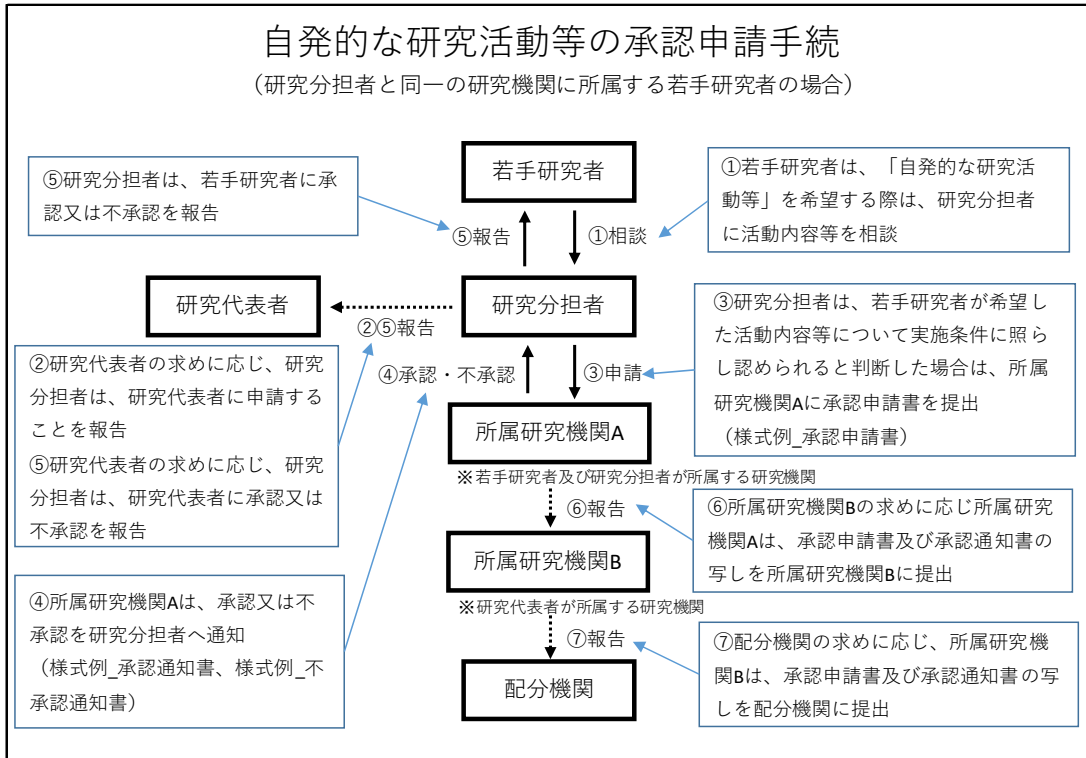 自発的な研究活動等の承認申請手続
（研究分担者と同一の研究機関に所属する若手研究者の場合）
若手研究者
⑤研究分担者は、若手研究者に承
認又は不承認を報告
①若手研究者は、「自発的な研究活
動等」を希望する際は、研究分担者
に活動内容等を相談
⑤報告
①相談
研究代表者
研究分担者
②⑤報告
③研究分担者は、若手研究者が希望し
た活動内容等について実施条件に照ら
し認められると判断した場合は、所属
研究機関Aに承認申請書を提出
（様式例_承認申請書）
②研究代表者の求めに応じ、研究
分担者は、研究代表者に申請する
ことを報告
⑤研究代表者の求めに応じ、研究
分担者は、研究代表者に承認又は
不承認を報告
④承認・不承認
③申請
所属研究機関A
※若手研究者及び研究分担者が所属する研究機関
⑥報告
⑥所属研究機関Bの求めに応じ所属研究
機関Aは、承認申請書及び承認通知書の
写しを所属研究機関Bに提出
所属研究機関B
※研究代表者が所属する研究機関
④所属研究機関Aは、承認又は不
承認を研究分担者へ通知
（様式例_承認通知書、様式例_不
承認通知書）
⑦報告
⑦配分機関の求めに応じ、所属研究機
関Bは、承認申請書及び承認通知書の写
しを配分機関に提出
配分機関